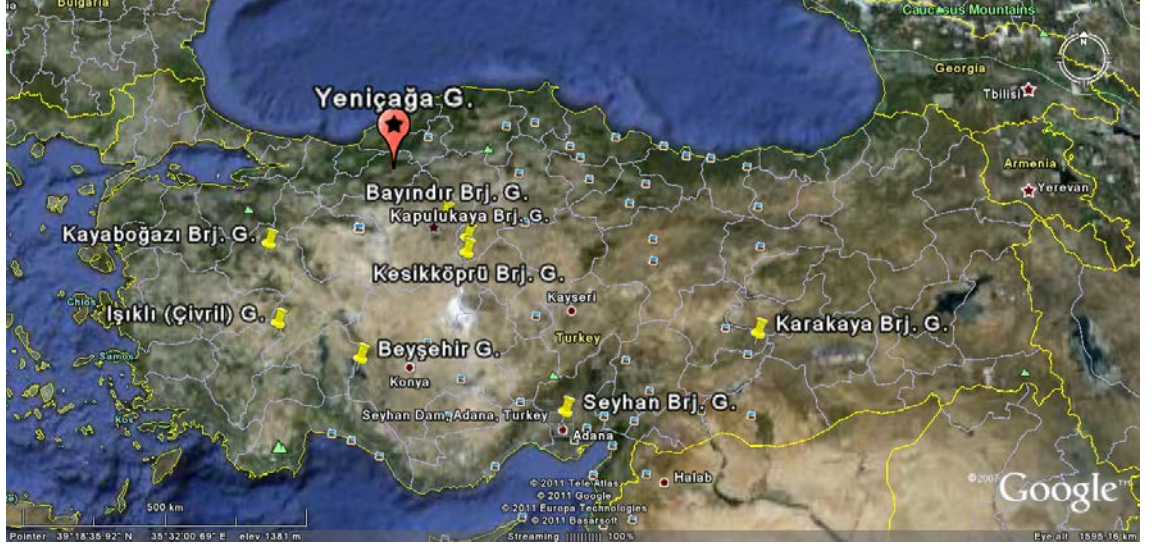 Bulgaria
Caucasus Mountains
Georgia
Tbilisi
Yeniçağa G.
Armenia
Yerevan
Bayındır Brj. G.
Kapulukaya Brj. G.
Kayaboğazı Brj. G.
Kesikköprü Brj. G.
Kayseri
Chios
Işıklı (Çivril) G.
Karakaya Brj. G.
Turkey
Beyşehir G.
Samos
Konya
Seyhan Brj. G.
Seyhan Dam, Adana, Turkey
Kos
Adana
Halab
© 2011 Tele Atlas
© 2011 Google
© 2011 Europa Technologies
© 2011 Basarsoft
©2007 Google™
500 km
Pointer 39°18'35.92" N 35°32'00.69" E elev 1381 m
Streaming 100%
Eye alt 1595.16 km